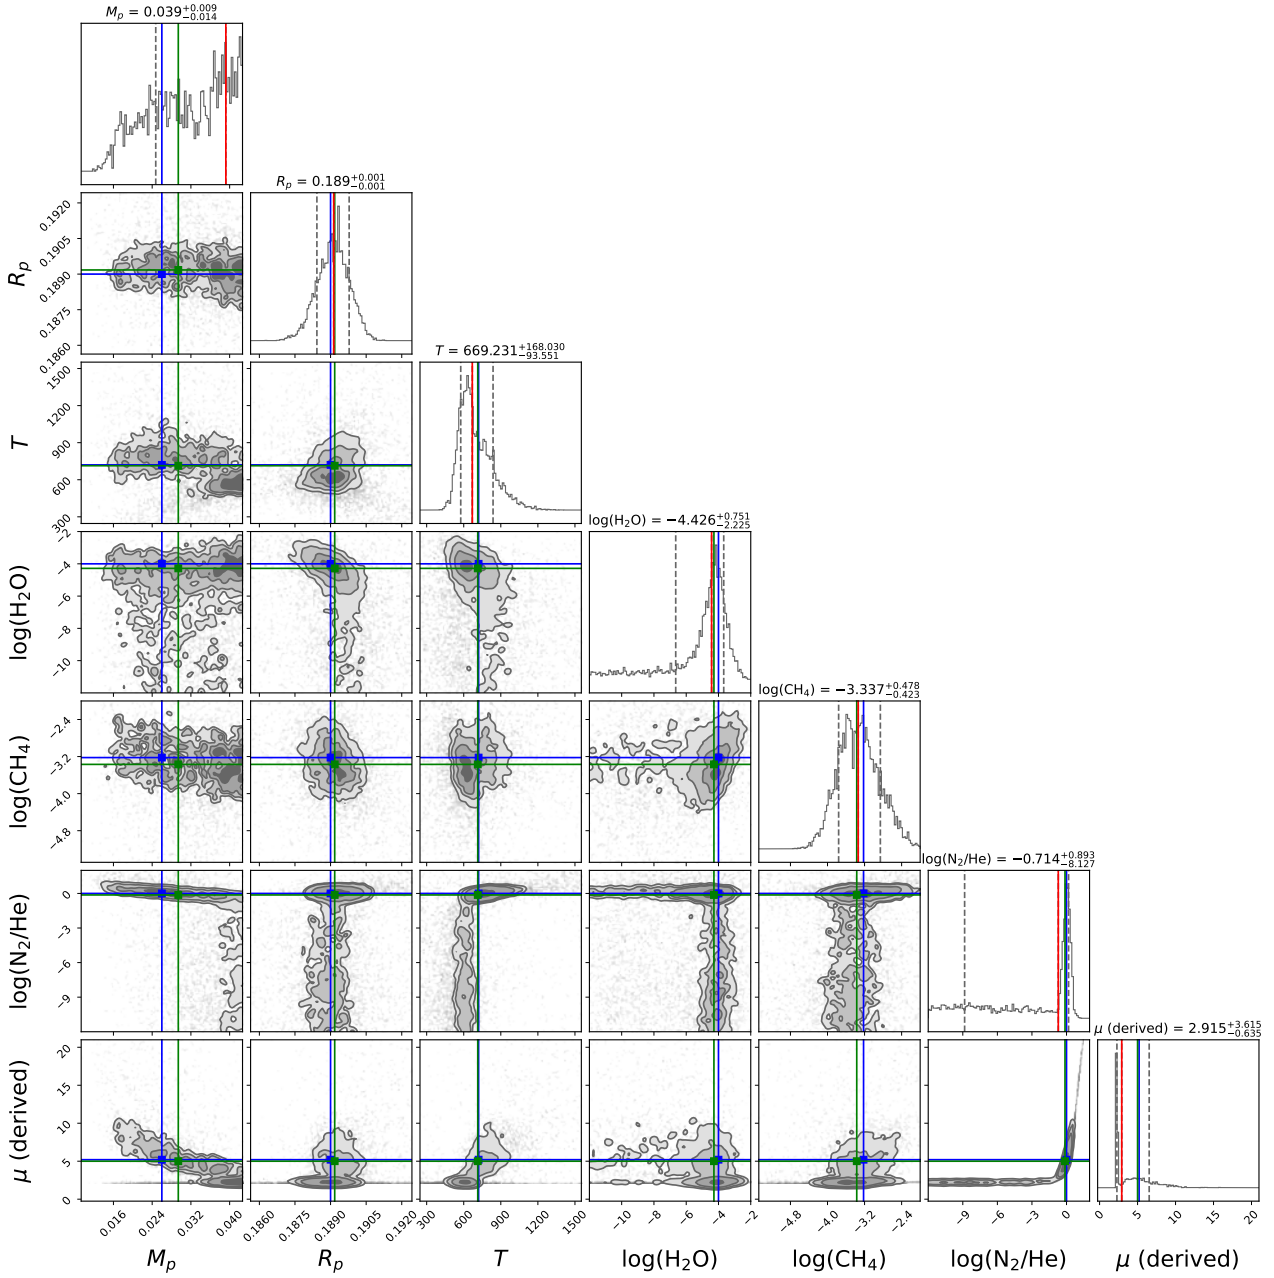 M_p = 0.039^{+0.009}_{-0.014}
R_p = 0.189^{+0.001}_{-0.001}
0.1920
0.1905
0.1890
0.1875
0.1860
R_p
T = 669.231^{+168.030}_{-93.551}
1500
1200
900
600
300
T
log(H₂O) = −4.426^{+0.751}_{-2.225}
−2
−4
−6
−8
−10
log(H₂O)
log(CH₄) = −3.337^{+0.478}_{-0.423}
−2.4
−3.2
−4.0
−4.8
log(CH₄)
log(N₂/He) = −0.714^{+0.893}_{-8.127}
0
−3
−6
−9
log(N₂/He)
μ (derived) = 2.915^{+3.615}_{-0.635}
20
15
10
5
0
μ (derived)
0.016 0.024 0.032 0.040 0.1860 0.1875 0.1890 0.1905 0.1920 300 600 900 1200 1500 −10 −8 −6 −4 −2 −4.8 −4.0 −3.2 −2.4 −9 −6 −3 0 0 5 10 15 20
M_p R_p T log(H₂O) log(CH₄) log(N₂/He) μ (derived)